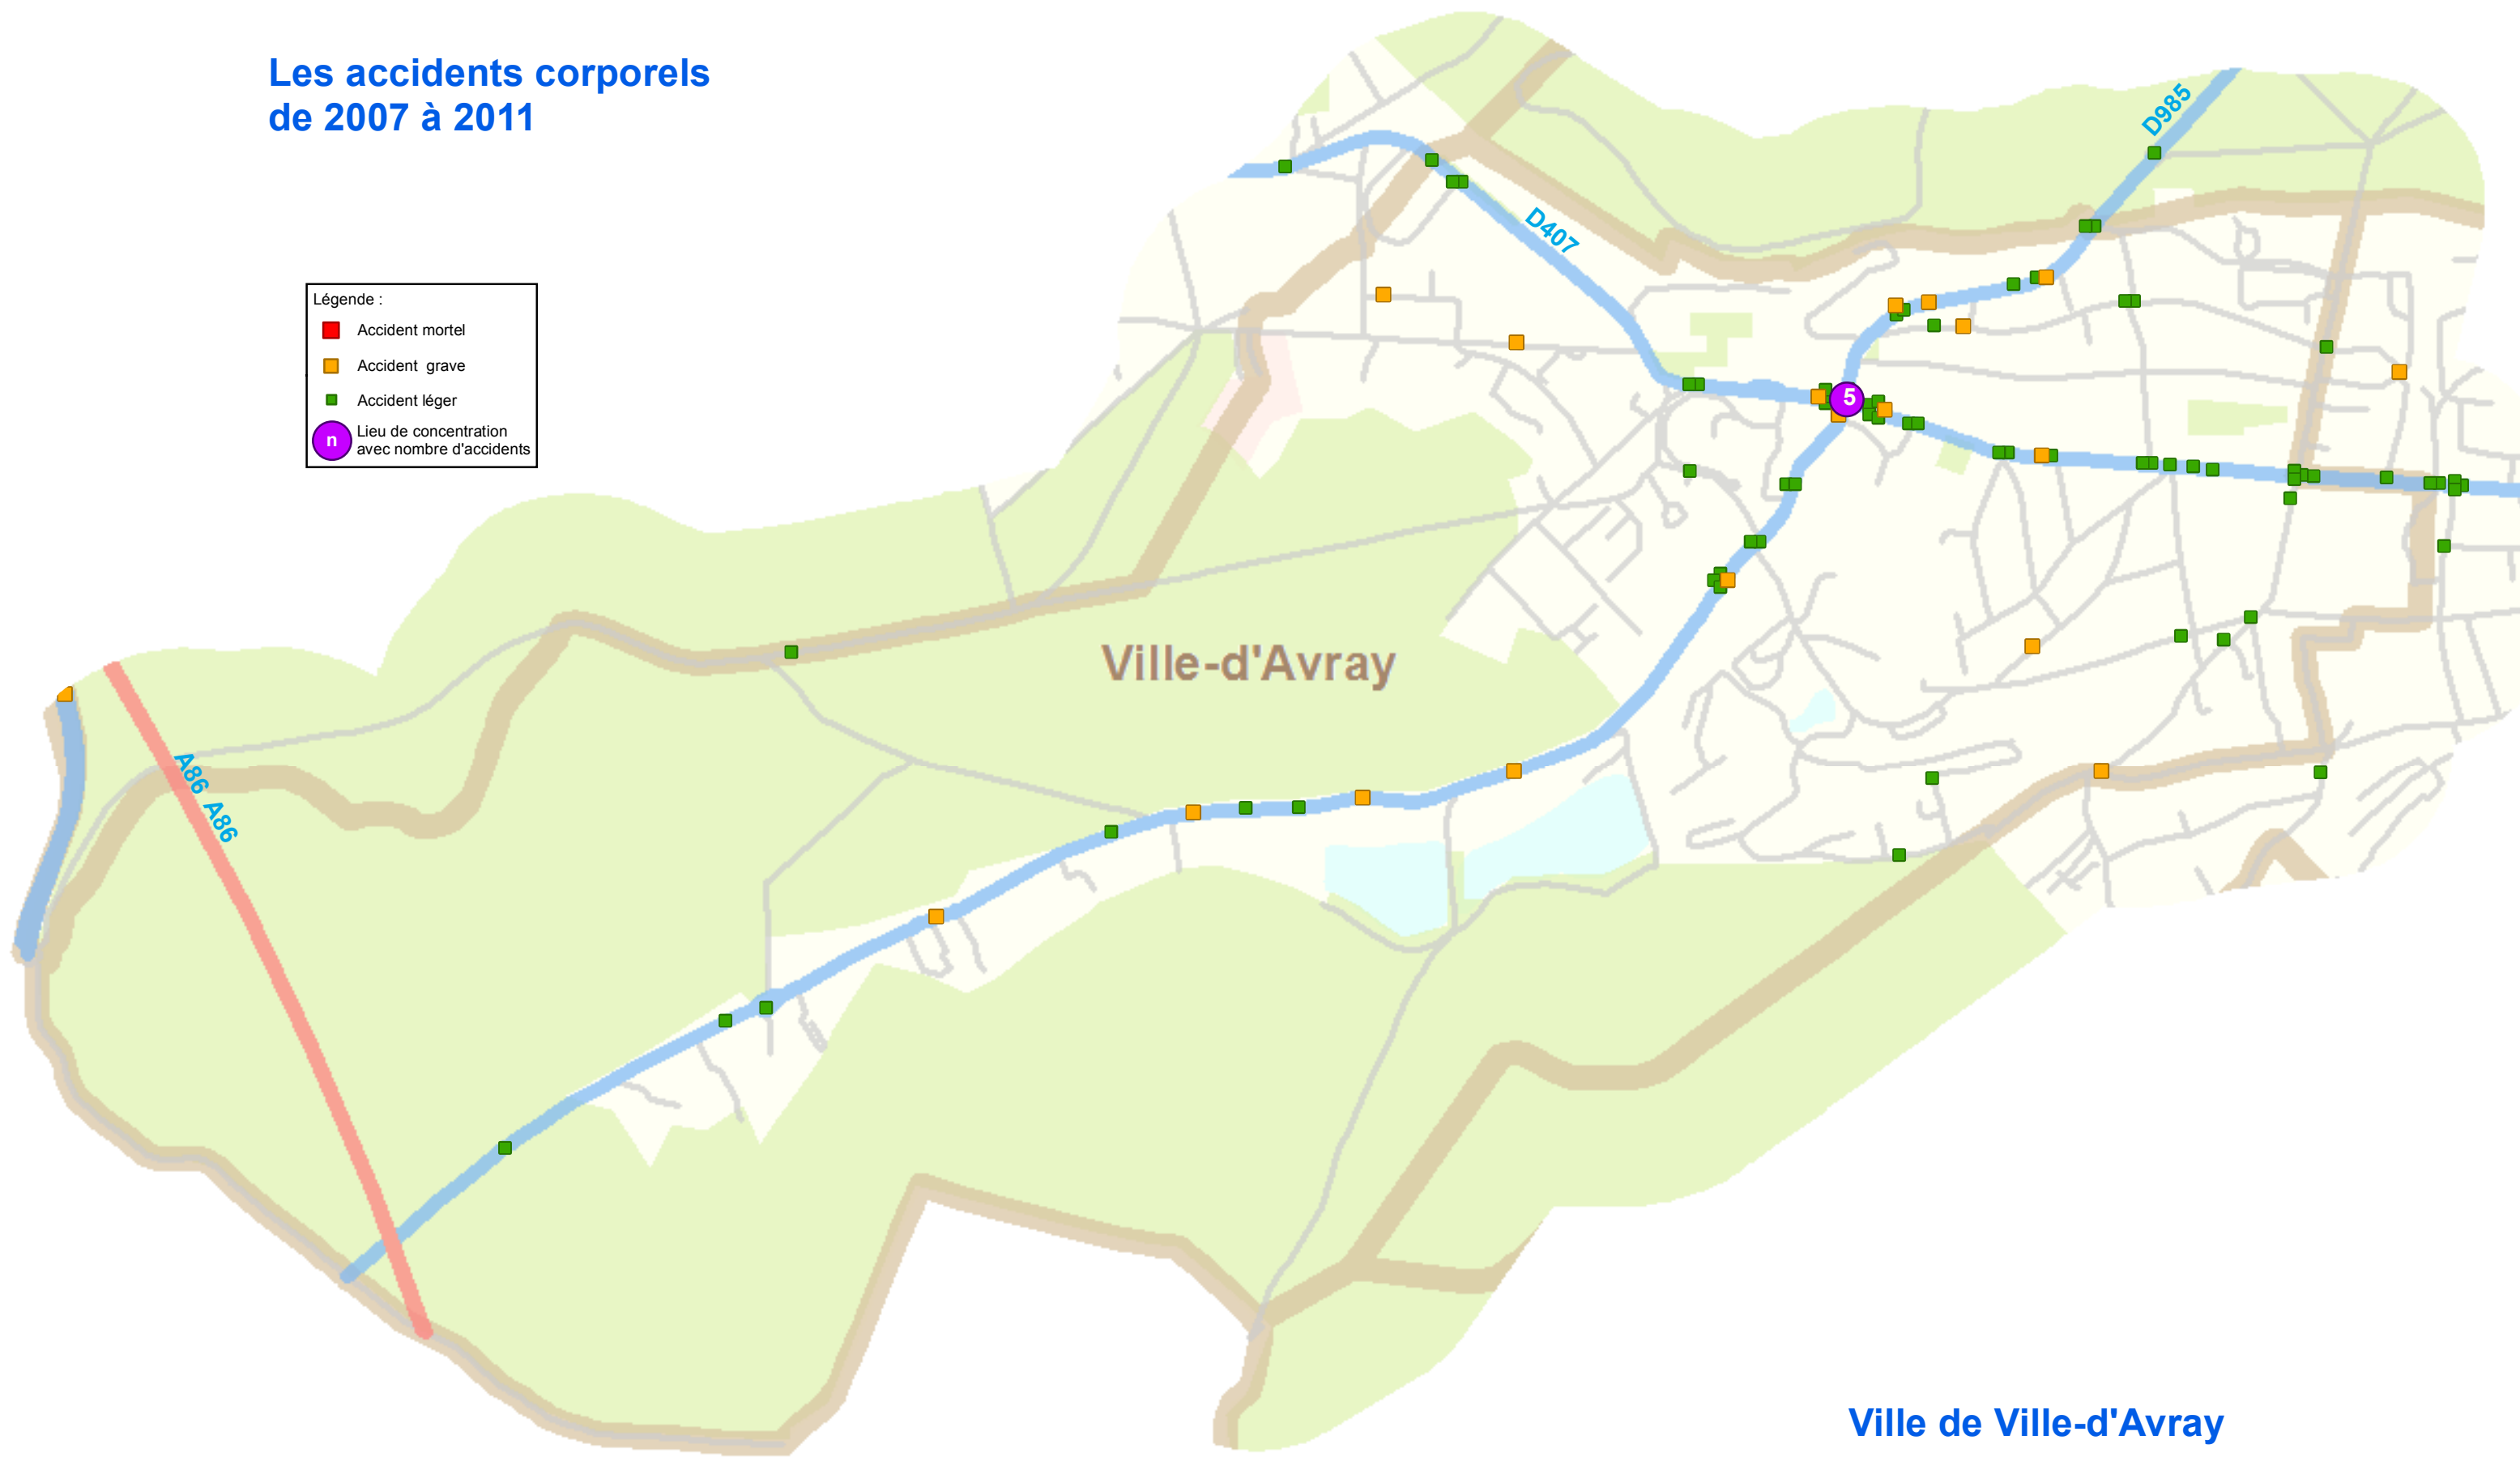 Les accidents corporels
de 2007 à 2011
D985
D407
Légende :
Accident mortel
Accident grave
Accident léger
n
Lieu de concentration
avec nombre d'accidents
5
Ville-d'Avray
A86
A86
Ville de Ville-d'Avray